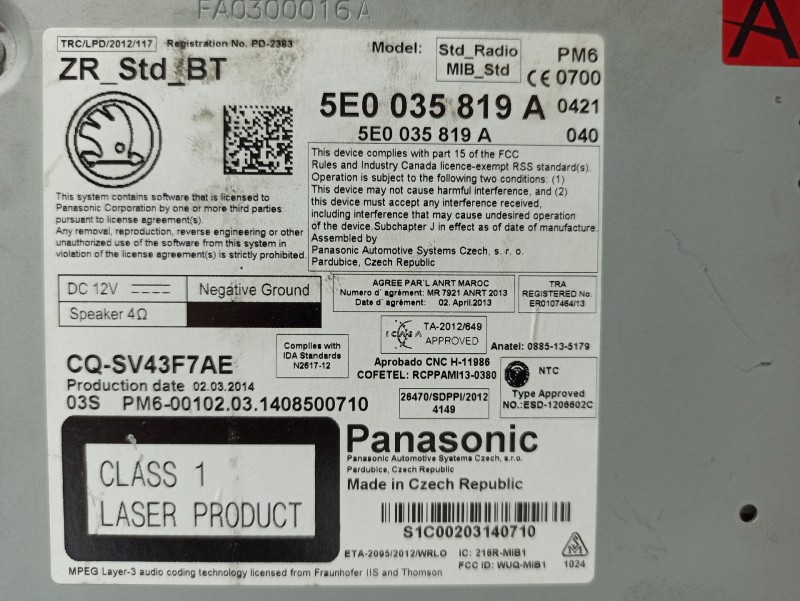 FA0300016A
A
TRC/LPD/2012/117 Registration No. PD-2383
ZR_Std_BT
Model: Std_Radio MIB_Std
PM6
CE 0700
5E0 035 819 A 0421
5E0 035 819 A 040
This device complies with part 15 of the FCC
Rules and Industry Canada licence-exempt RSS standard(s).
Operation is subject to the following two conditions: (1)
This device may not cause harmful interference, and (2)
this device must accept any interference received,
including interference that may cause undesired operation
of the device.Subchapter J in effect as of date of manufacture.
Assembled by
Panasonic Automotive Systems Czech, s. r. o.
Pardubice, Czech Republic
This system contains software that is licensed to
Panasonic Corporation by one or more third parties
pursuant to license agreement(s).
Any removal, reproduction, reverse engineering or other
unauthorized use of the software from this system in
violation of the license agreement(s) is strictly prohibited.
DC 12V Negative Ground
Speaker 4Ω
AGREE PAR'L ANRT MAROC
Numero d' agrément: MR 7921 ANRT 2013
Date d' agrément: 02. April.2013
TRA
REGISTERED No.
ER0107464/13
ICASA
TA-2012/649
APPROVED
Anatel: 0885-13-5179
Complies with
IDA Standards
N2617-12
Aprobado CNC H-11986
COFETEL: RCPPAMI13-0380
NTC
Type Approved
NO.:ESD-1206602C
26470/SDPPI/2012
4149
CQ-SV43F7AE
Production date 02.03.2014
03S PM6-00102.03.1408500710
CLASS 1
LASER PRODUCT
Panasonic
Panasonic Automotive Systems Czech, s.r.o.
Pardubice, Czech Republic
Made in Czech Republic
S1C00203140710
ETA-2095/2012/WRLO IC: 216R-MIB1
FCC ID: WUQ-MIB1
1024
MPEG Layer-3 audio coding technology licensed from Fraunhofer IIS and Thomson